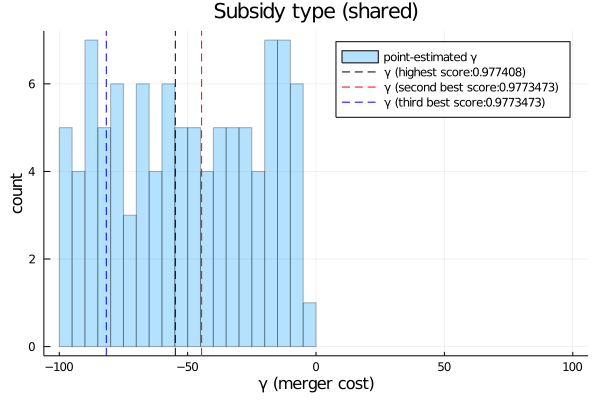 Subsidy type (shared)
point-estimated γ
γ (highest score:0.977408)
γ (second best score:0.9773473)
γ (third best score:0.9773473)
count
6
4
2
0
−100
−50
0
50
100
γ (merger cost)